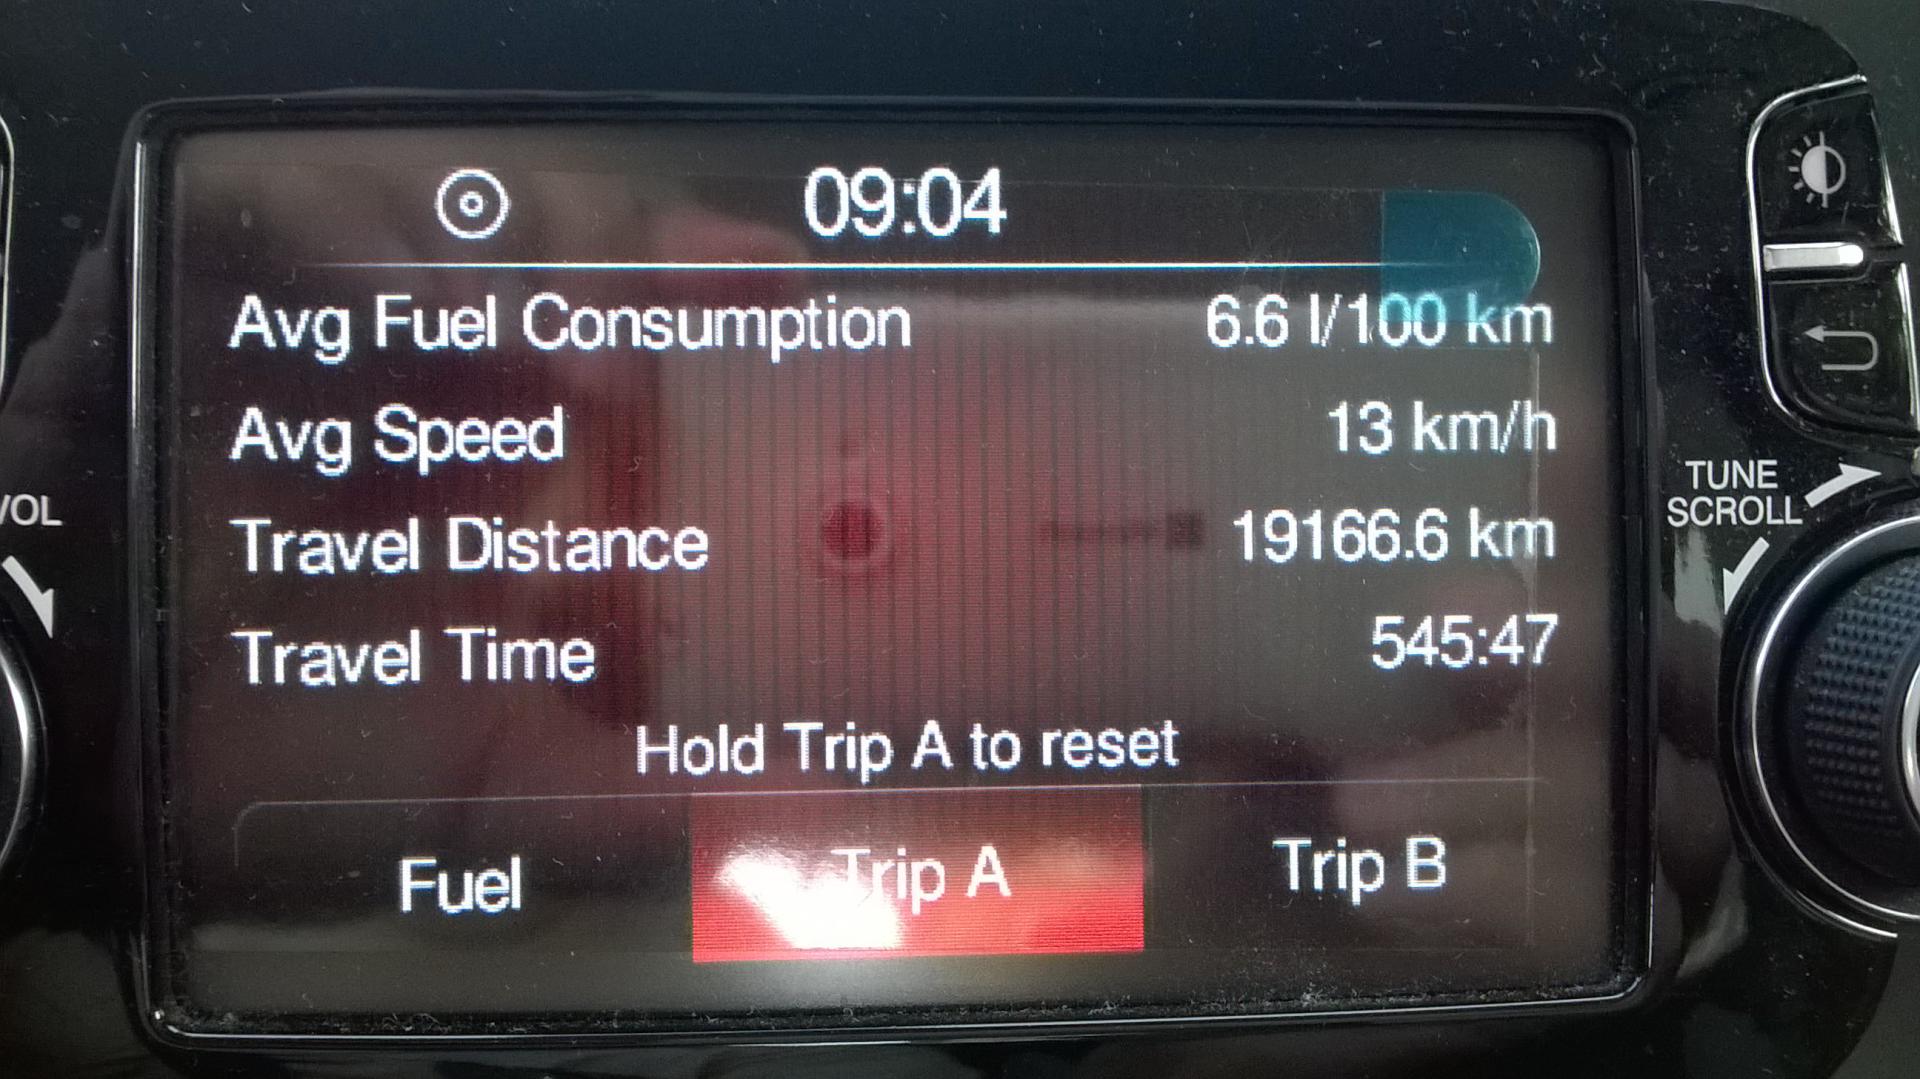 09:04
Avg Fuel Consumption 6.6 l/100 km
Avg Speed 13 km/h
Travel Distance 19166.6 km
Travel Time 545:47
Hold Trip A to reset
Fuel Trip A Trip B
VOL
TUNE
SCROLL